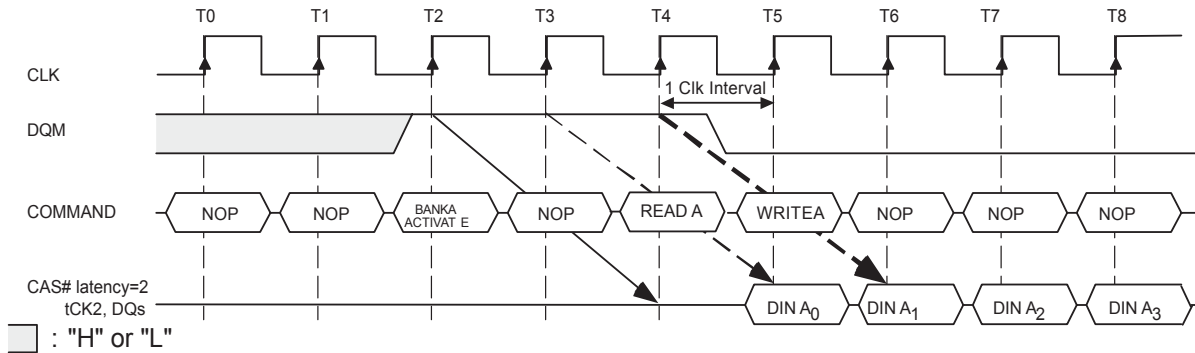 T0 T1 T2 T3 T4 T5 T6 T7 T8
CLK
1 Clk Interval
DQM
COMMAND NOP NOP BANKA ACTIVAT E NOP READ A WRITEA NOP NOP NOP
CAS# latency=2
tCK2, DQs DIN A0 DIN A1 DIN A2 DIN A3
: "H" or "L"